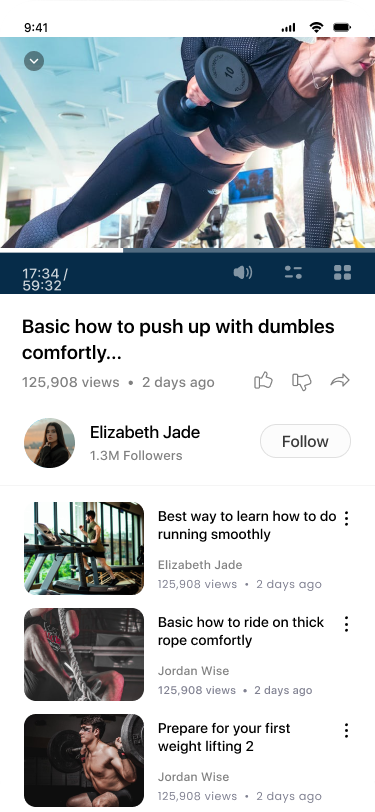 9:41
10
17:34 /
59:32
Basic how to push up with dumbles
comfortly...
125,908 views • 2 days ago
Elizabeth Jade
1.3M Followers
Follow
Best way to learn how to do
running smoothly
Elizabeth Jade
125,908 views • 2 days ago
Basic how to ride on thick
rope comfortly
Jordan Wise
125,908 views • 2 days ago
Prepare for your first
weight lifting 2
Jordan Wise
125,908 views • 2 days ago